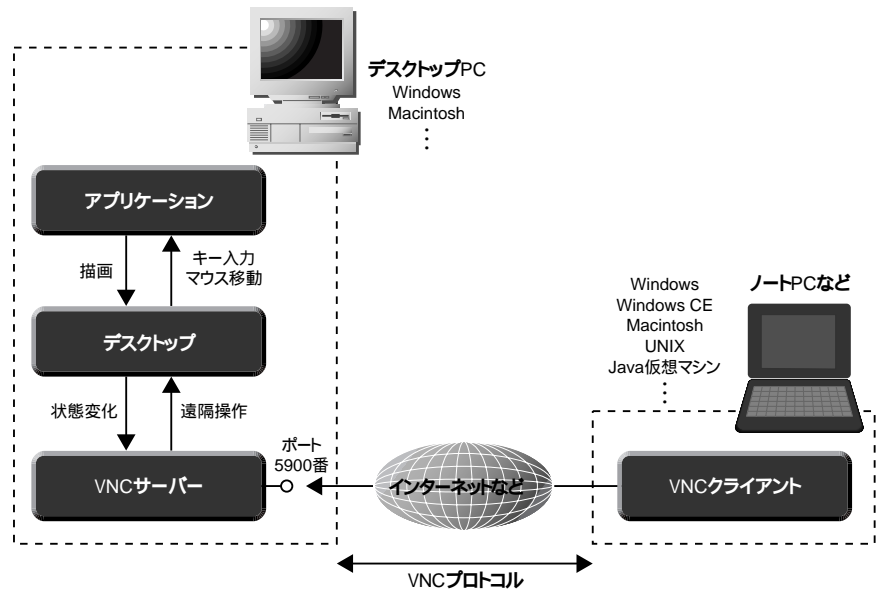 デスクトップPC
Windows
Macintosh
⋮
アプリケーション
描画
キー入力
マウス移動
デスクトップ
状態変化
遠隔操作
VNCサーバー
ポート
5900番
インターネットなど
Windows
Windows CE
Macintosh
UNIX
Java仮想マシン
⋮
ノートPCなど
VNCクライアント
VNCプロトコル